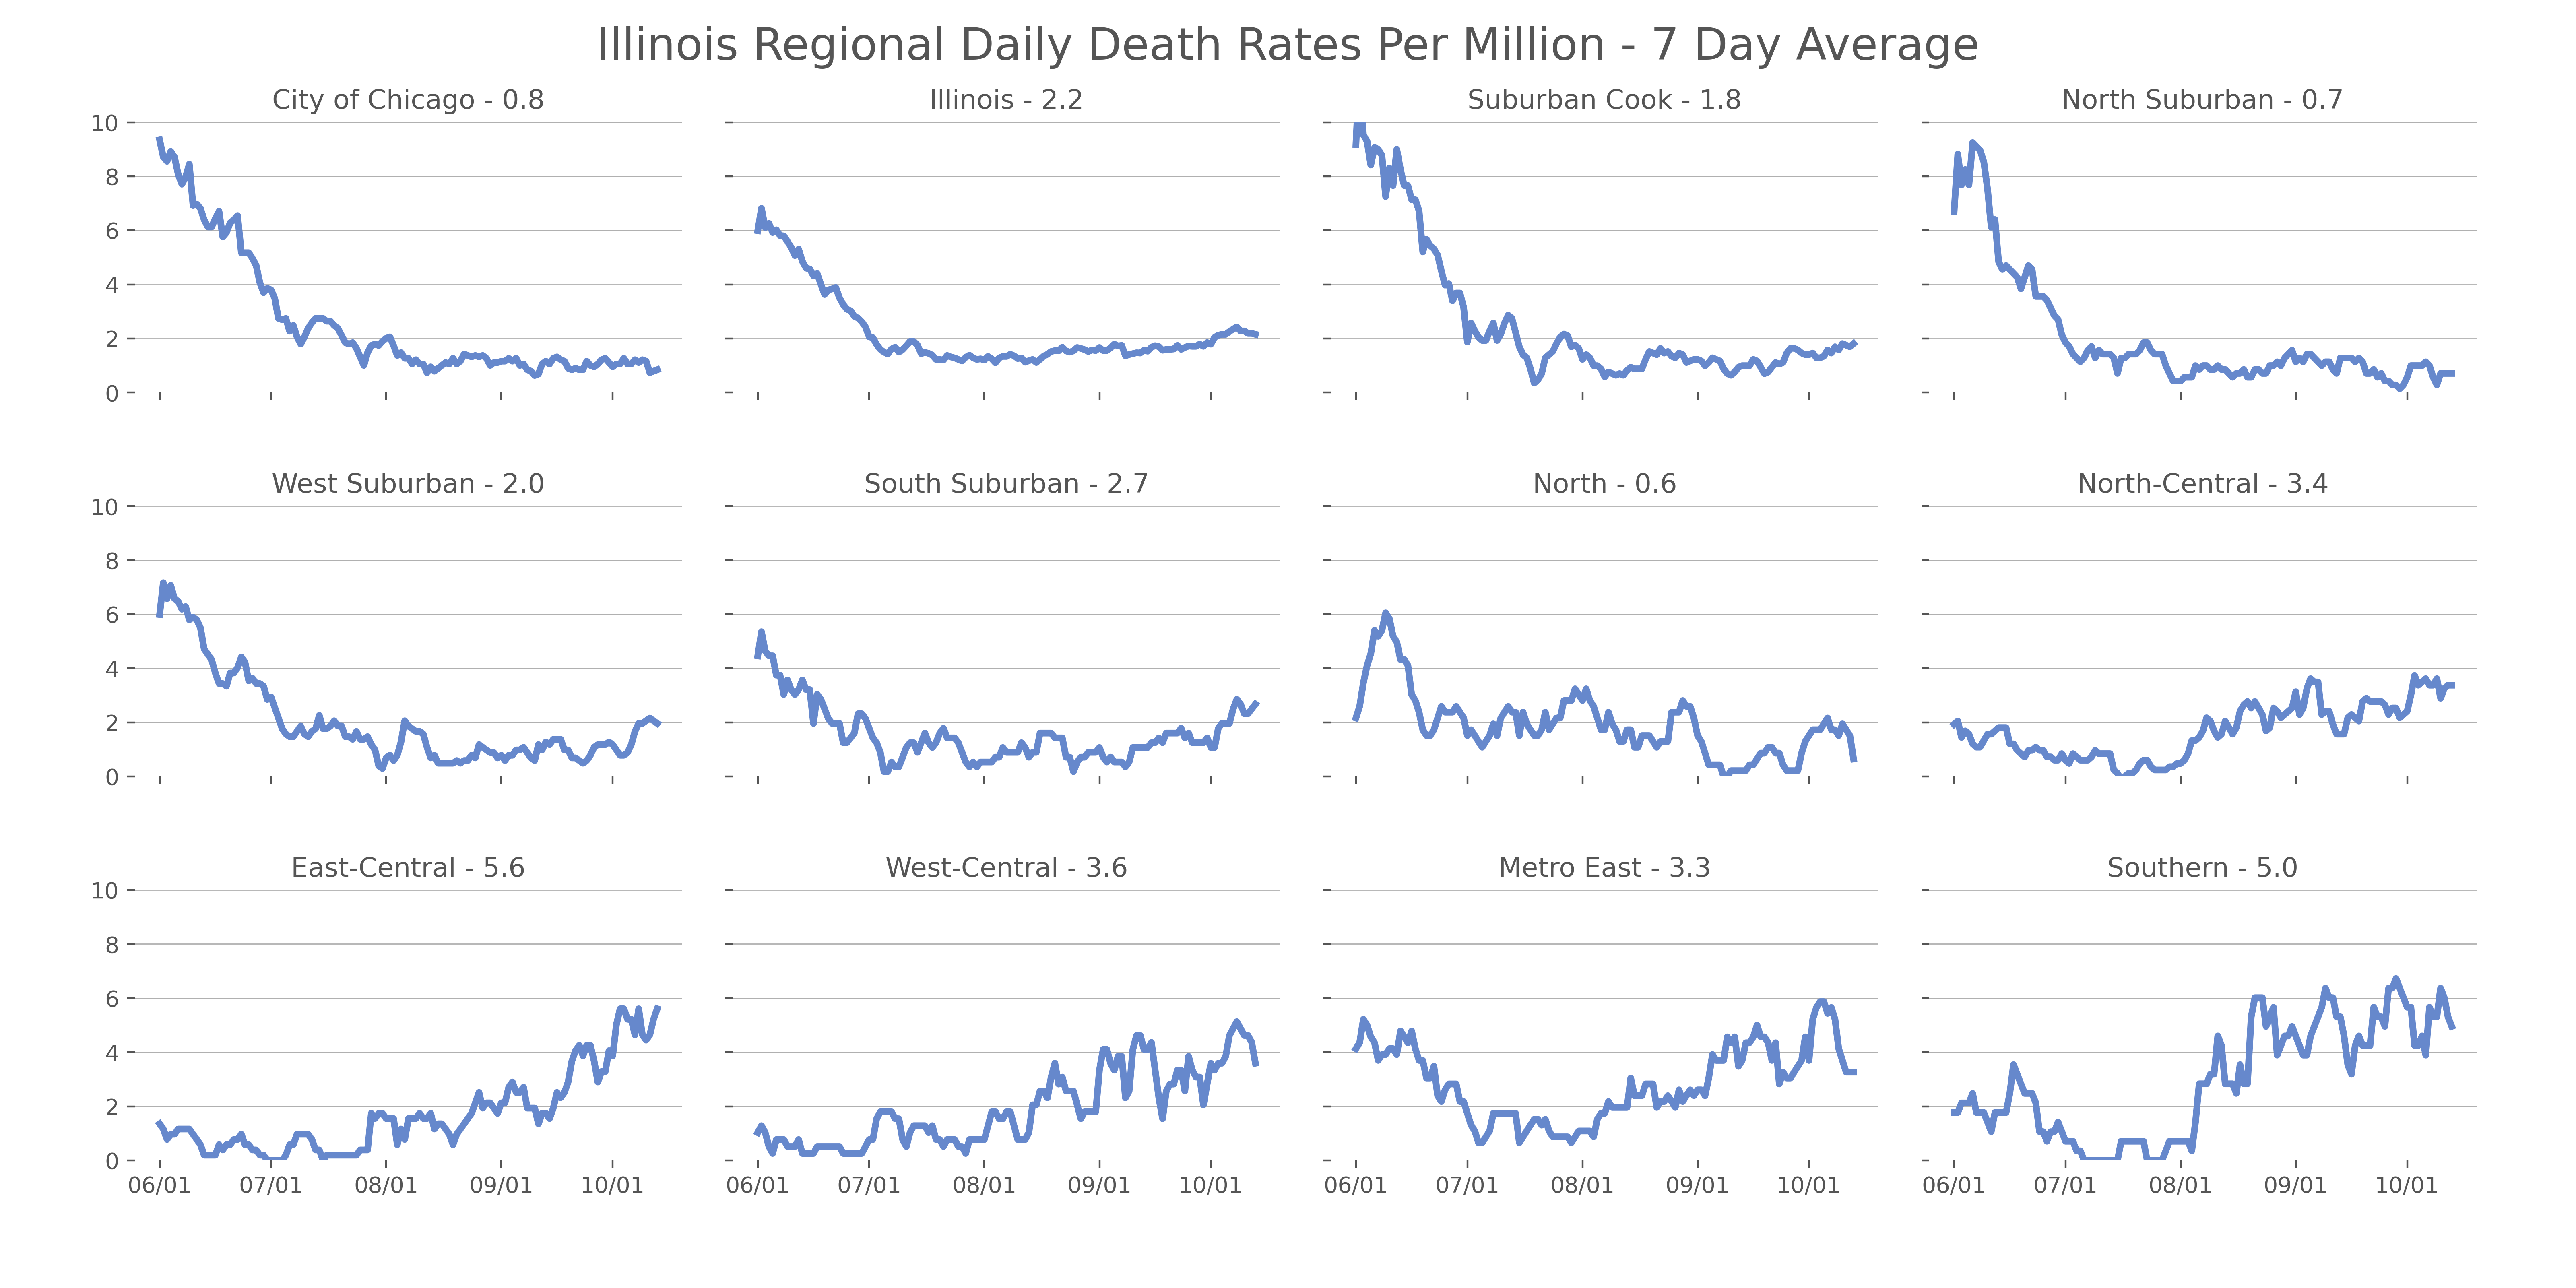 Illinois Regional Daily Death Rates Per Million - 7 Day Average
City of Chicago - 0.8
Illinois - 2.2
Suburban Cook - 1.8
North Suburban - 0.7
10
8
6
4
2
0
West Suburban - 2.0
South Suburban - 2.7
North - 0.6
North-Central - 3.4
10
8
6
4
2
0
East-Central - 5.6
West-Central - 3.6
Metro East - 3.3
Southern - 5.0
10
8
6
4
2
0
06/01 07/01 08/01 09/01 10/01
06/01 07/01 08/01 09/01 10/01
06/01 07/01 08/01 09/01 10/01
06/01 07/01 08/01 09/01 10/01